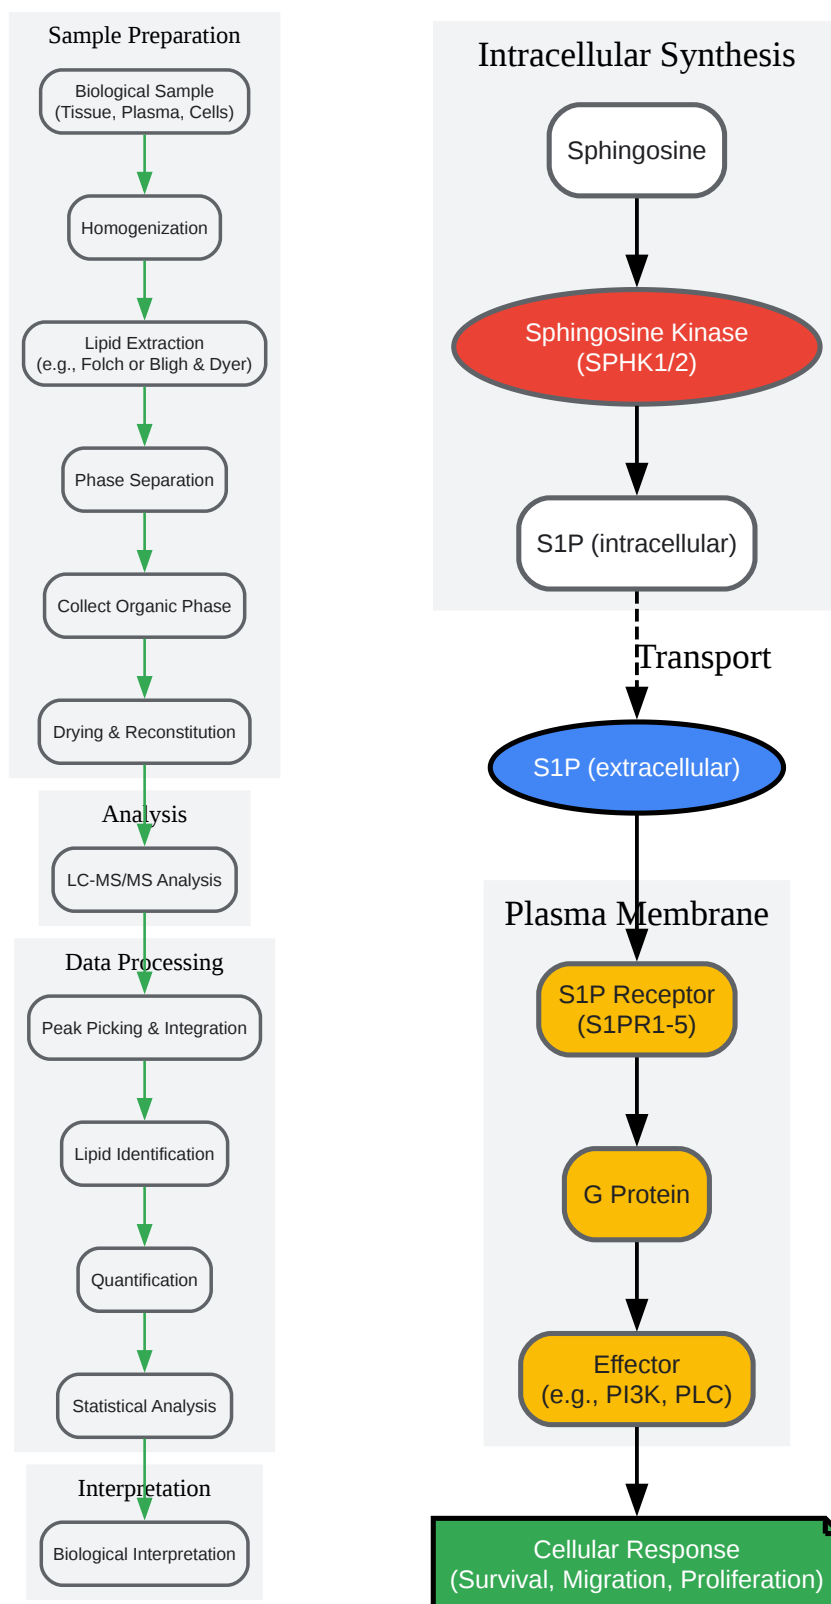 Sample Preparation
Biological Sample
(Tissue, Plasma, Cells)
Homogenization
Lipid Extraction
(e.g., Folch or Bligh & Dyer)
Phase Separation
Collect Organic Phase
Drying & Reconstitution
Analysis
LC-MS/MS Analysis
Data Processing
Peak Picking & Integration
Lipid Identification
Quantification
Statistical Analysis
Interpretation
Biological Interpretation
Intracellular Synthesis
Sphingosine
Sphingosine Kinase
(SPHK1/2)
S1P (intracellular)
Transport
S1P (extracellular)
Plasma Membrane
S1P Receptor
(S1PR1-5)
G Protein
Effector
(e.g., PI3K, PLC)
Cellular Response
(Survival, Migration, Proliferation)